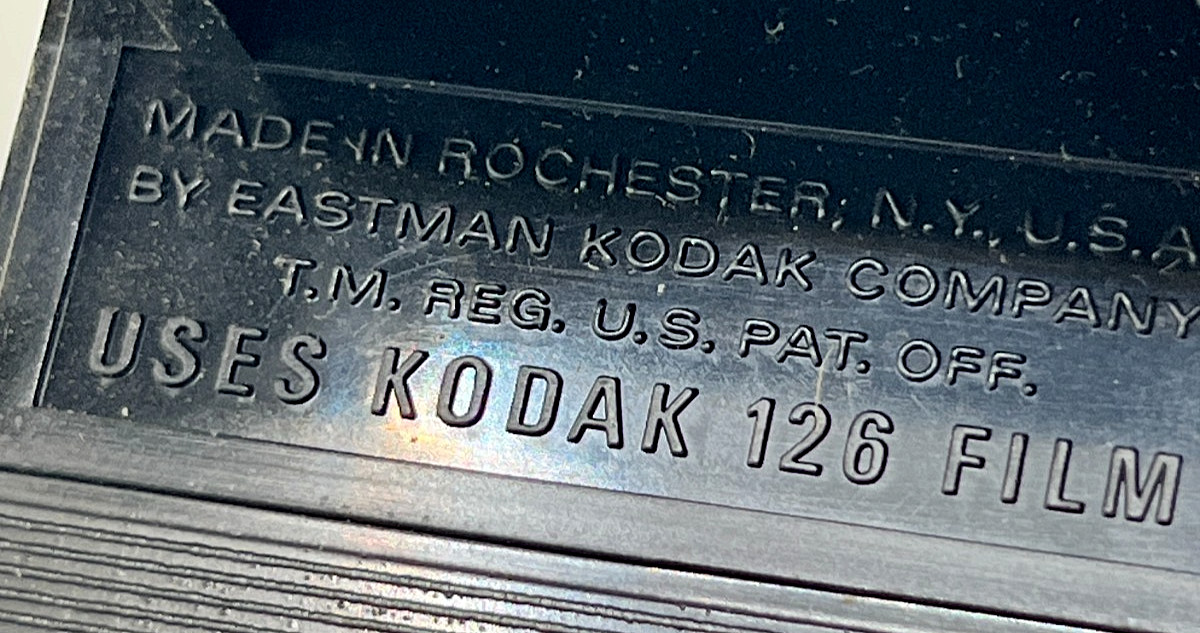 MADE IN ROCHESTER, N.Y., U.S.A
BY EASTMAN KODAK COMPANY
T.M. REG. U.S. PAT. OFF.
USES KODAK 126 FILM